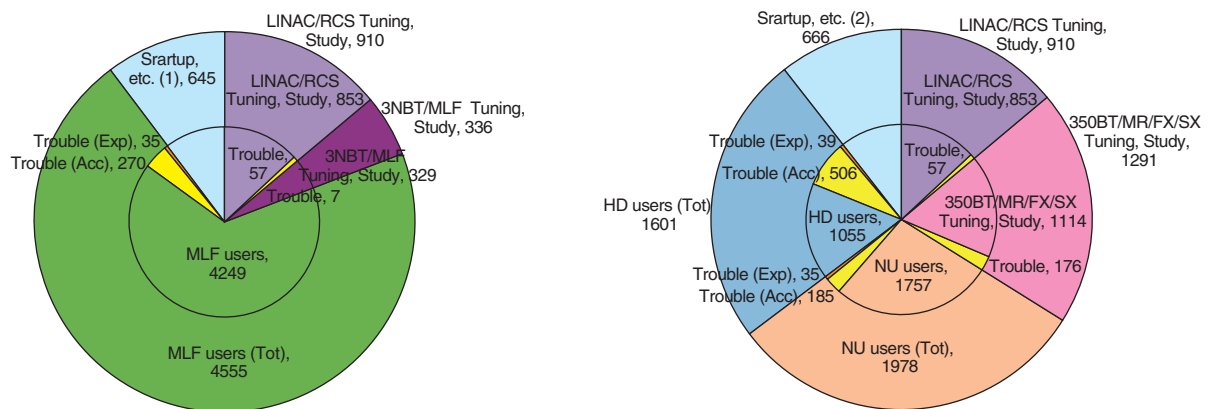 LINAC/RCS Tuning,
Study, 910
Srartup,
etc. (1), 645
LINAC/RCS
Tuning, Study, 853
3NBT/MLF Tuning,
Study, 336
Trouble (Exp), 35
Trouble (Acc), 270
Trouble,
57
3NBT/MLF
Tuning, Study, 329
Trouble, 7
MLF users,
4249
MLF users (Tot),
4555
Srartup, etc. (2),
666
LINAC/RCS Tuning,
Study, 910
LINAC/RCS
Tuning, Study,853
350BT/MR/FX/SX
Tuning, Study,
1291
Trouble (Exp), 39
Trouble (Acc), 506
Trouble,
57
HD users (Tot)
1601
HD users,
1055
350BT/MR/FX/SX
Tuning, Study, 1114
Trouble (Exp), 35
Trouble (Acc), 185
NU users,
1757
Trouble, 176
NU users (Tot),
1978